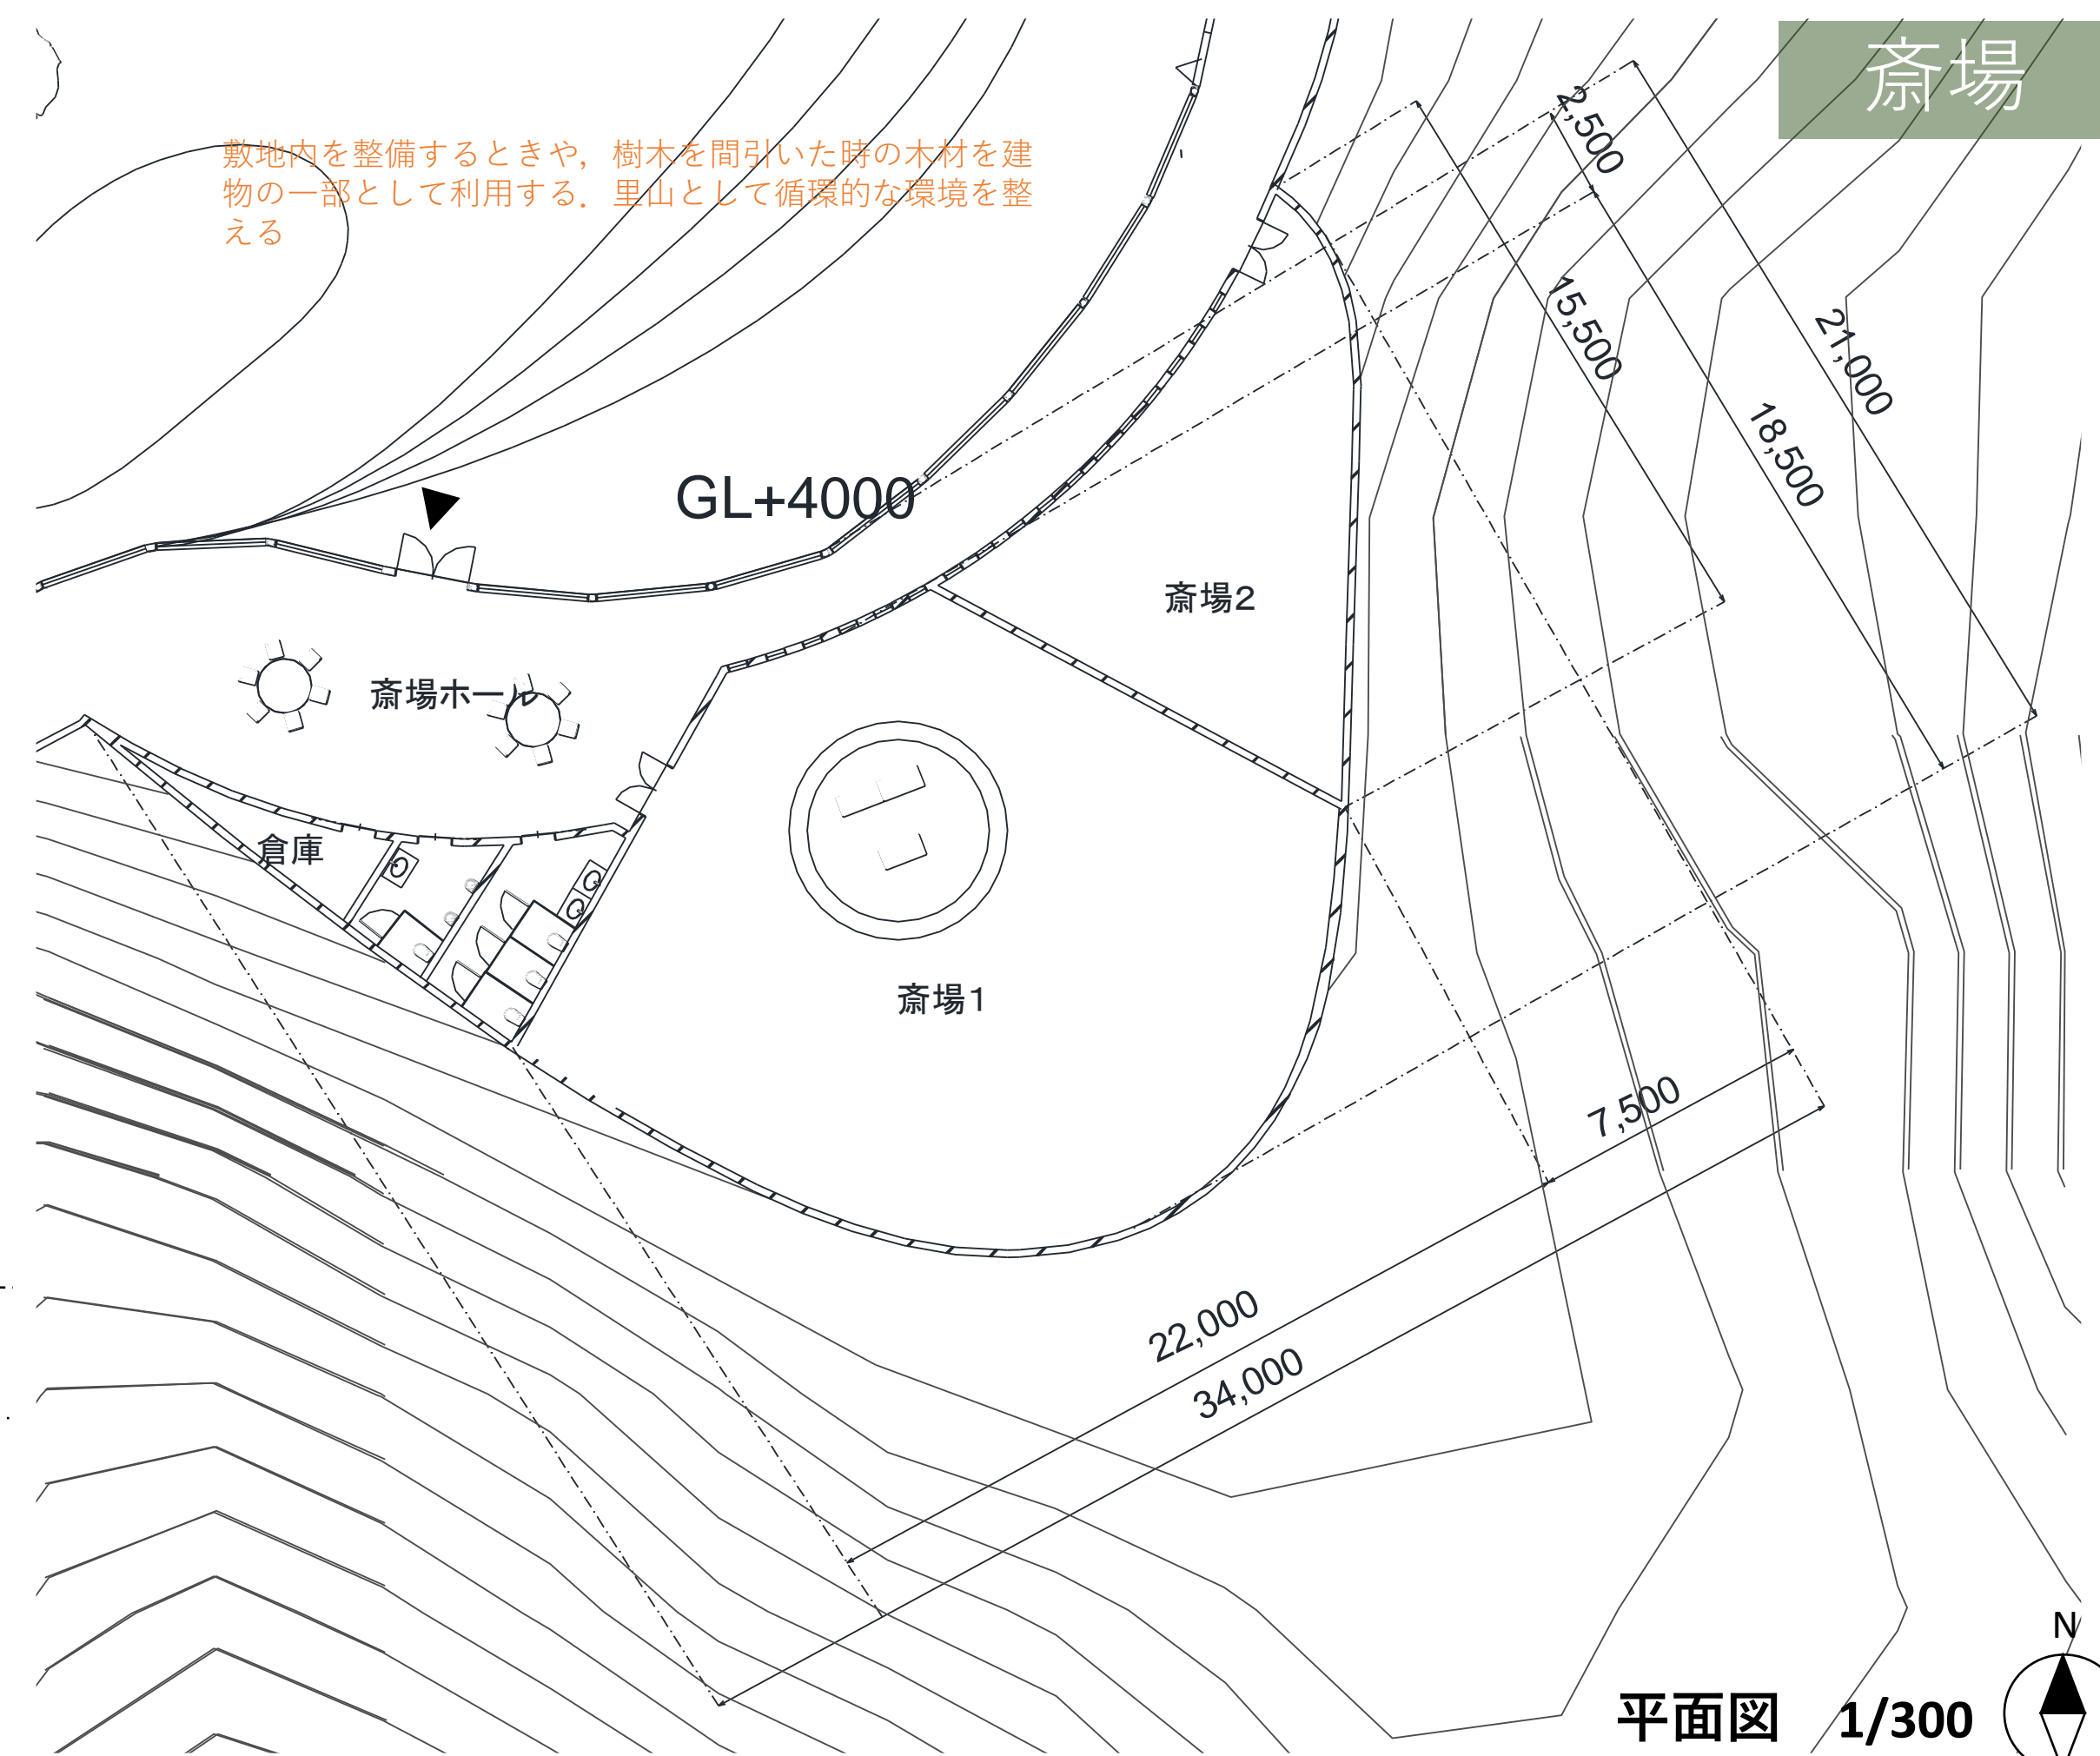 斎場
敷地内を整備するときや，樹木を間引いた時の木材を建
物の一部として利用する．里山として循環的な環境を整
える
2,500
15,500
21,000
18,500
GL+4000
斎場2
斎場ホール
倉庫
斎場1
7,500
22,000
34,000
N
平面図 1/300